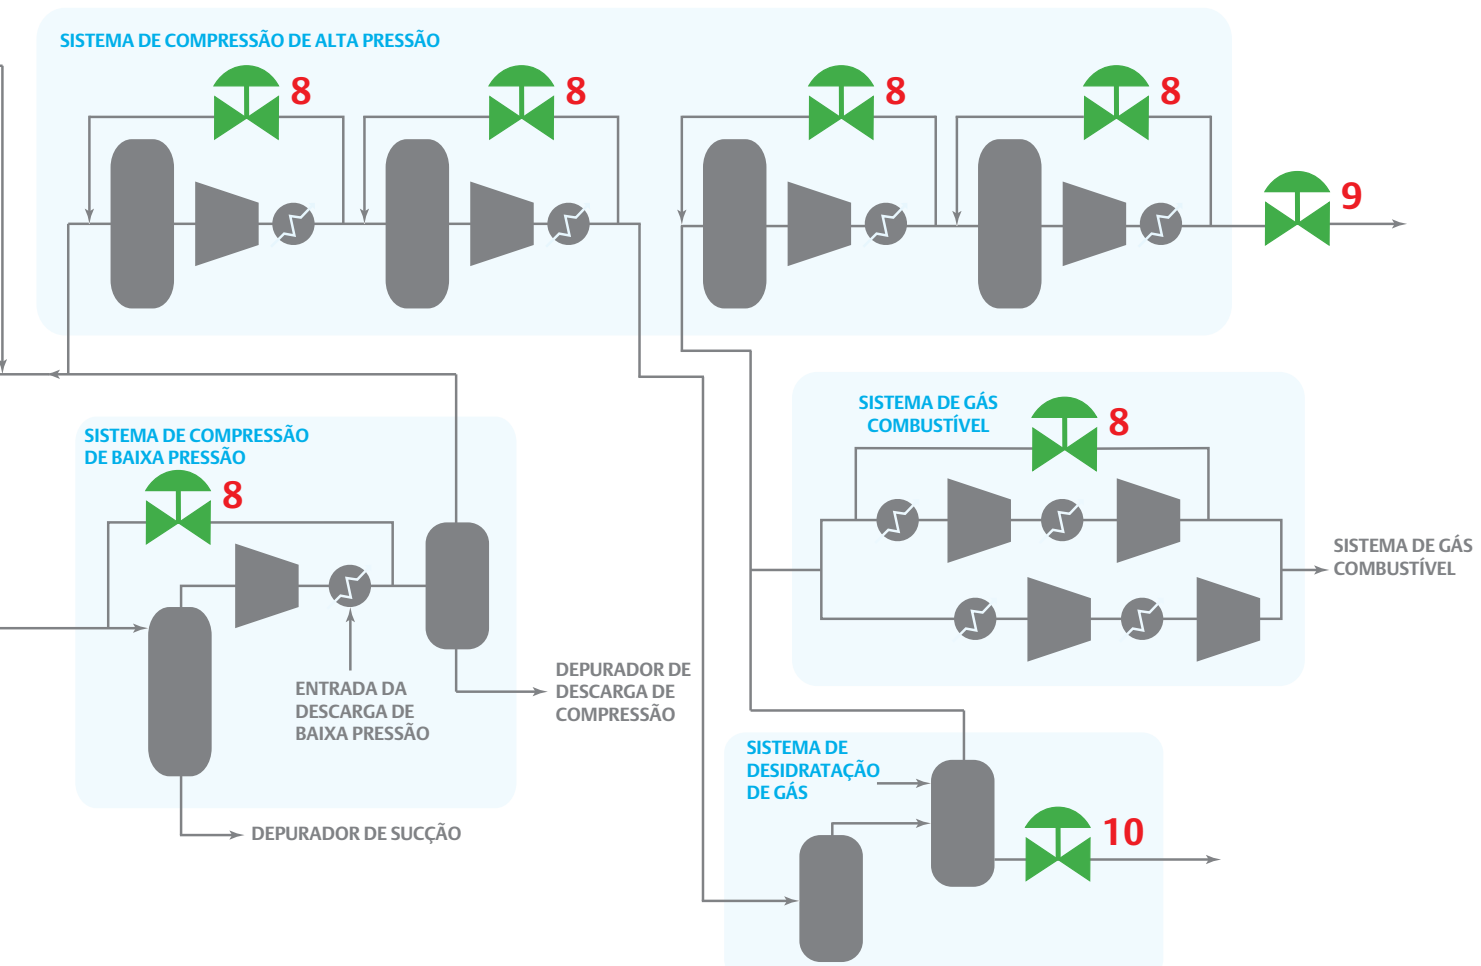 SISTEMA DE COMPRESSÃO DE ALTA PRESSÃO
8
8
8
8
9
SISTEMA DE GÁS
COMBUSTÍVEL
8
SISTEMA DE COMPRESSÃO
DE BAIXA PRESSÃO
8
SISTEMA DE GÁS
COMBUSTÍVEL
ENTRADA DA
DESCARGA DE
BAIXA PRESSÃO
DEPURADOR DE
DESCARGA DE
COMPRESSÃO
SISTEMA DE
DESIDRATAÇÃO
DE GÁS
10
DEPURADOR DE SUCÇÃO